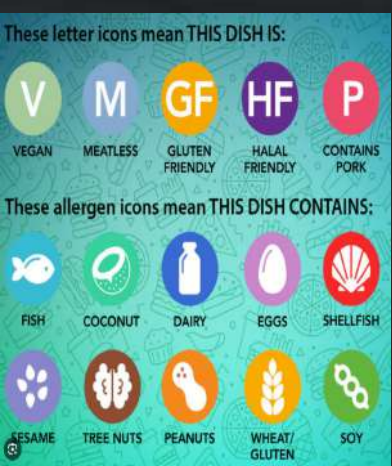 These letter icons mean THIS DISH IS:
V M GF HF P
VEGAN MEATLESS GLUTEN FRIENDLY HALAL FRIENDLY CONTAINS PORK
These allergen icons mean THIS DISH CONTAINS:
FISH COCONUT DAIRY EGGS SHELLFISH
SESAME TREE NUTS PEANUTS WHEAT/ GLUTEN SOY